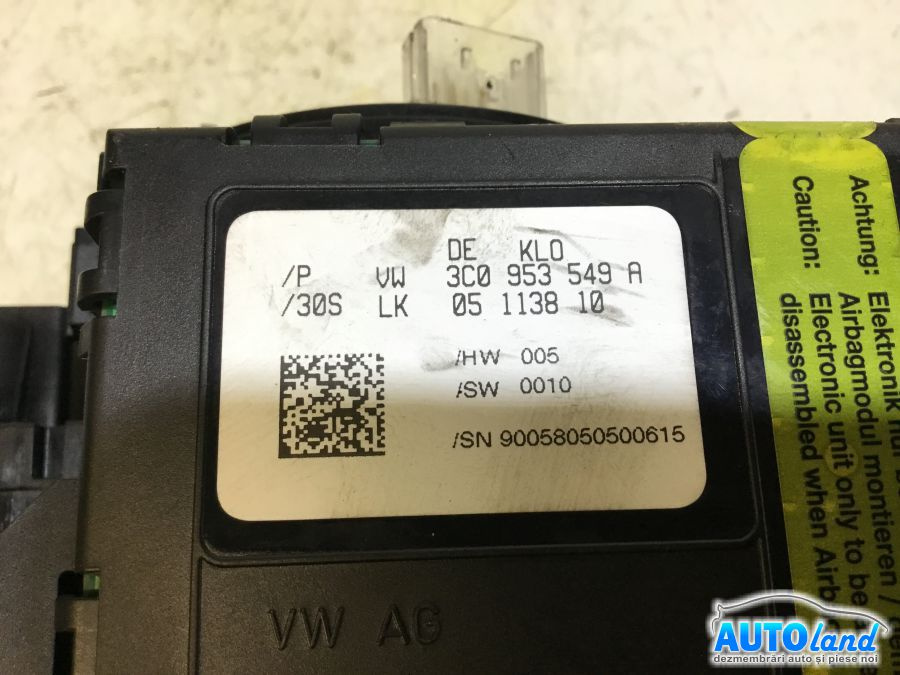 DE KLO
/P VW 3C0 953 549 A
/30S LK 05 1138 10
/HW 005
/SW 0010
/SN 90058050500615
VW AG
Achtung: Elektronik nur
Airbagmodul montieren /
Caution: Electronic unit only to be
disassembled when
AUTOland
dezmembrări auto și piese noi